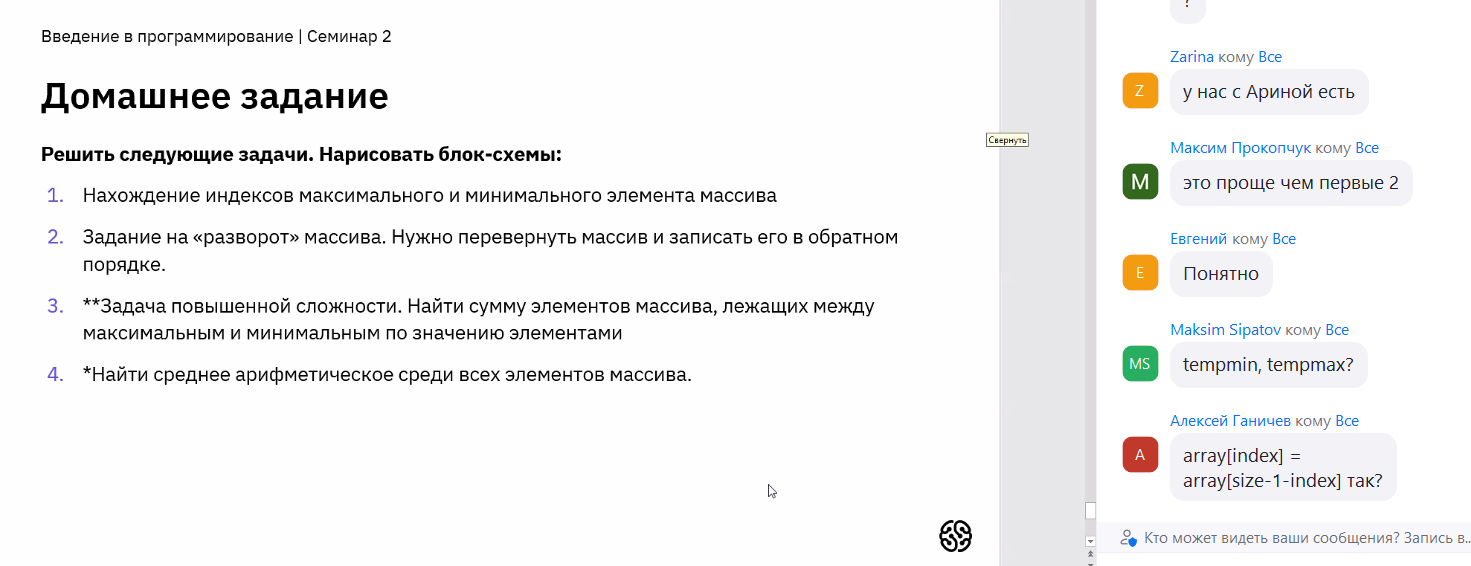 Введение в программирование | Семинар 2
Домашнее задание
Решить следующие задачи. Нарисовать блок-схемы:
1. Нахождение индексов максимального и минимального элемента массива
2. Задание на «разворот» массива. Нужно перевернуть массив и записать его в обратном
порядке.
3. **Задача повышенной сложности. Найти сумму элементов массива, лежащих между
максимальным и минимальным по значению элементами
4. *Найти среднее арифметическое среди всех элементов массива.
Свернуть
?
Zarina кому Все
Z
у нас с Ариной есть
Максим Прокопчук кому Все
М
это проще чем первые 2
Евгений кому Все
Е
Понятно
Maksim Sipatov кому Все
MS
tempmin, tempmax?
Алексей Ганичев кому Все
А
array[index] =
array[size-1-index] так?
Кто может видеть ваши сообщения? Запись в...